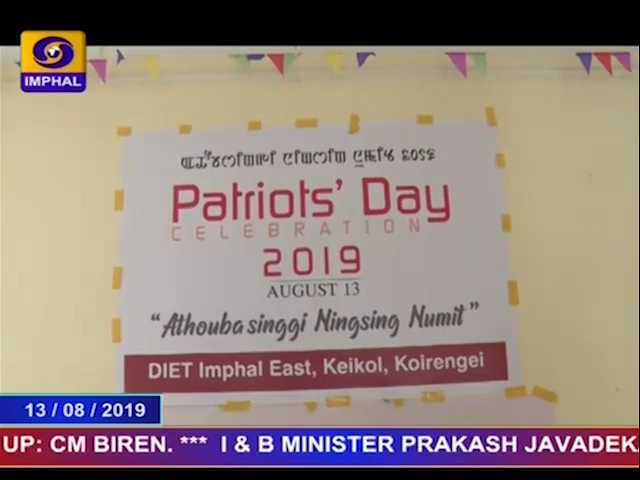 IMPHAL
Patriots' Day
CELEBRATION
2019
AUGUST 13
"Athouba singgi Ningsing Numit"
DIET Imphal East, Keikol, Koirengei
13 / 08 / 2019
UP: CM BIREN. *** I & B MINISTER PRAKASH JAVADEK